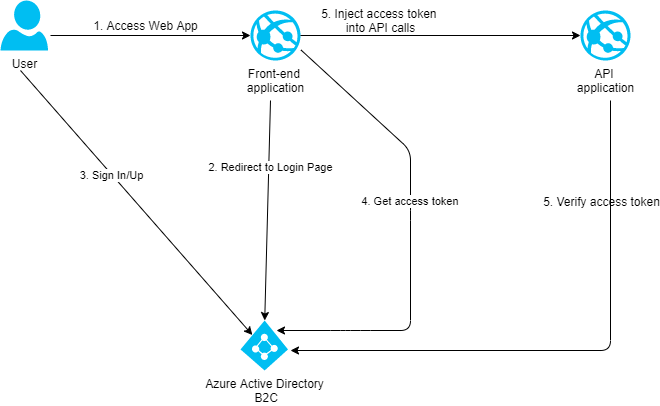 1. Access Web App
5. Inject access token
into API calls
User
Front-end
application
API
application
2. Redirect to Login Page
3. Sign In/Up
4. Get access token
5. Verify access token
Azure Active Directory
B2C